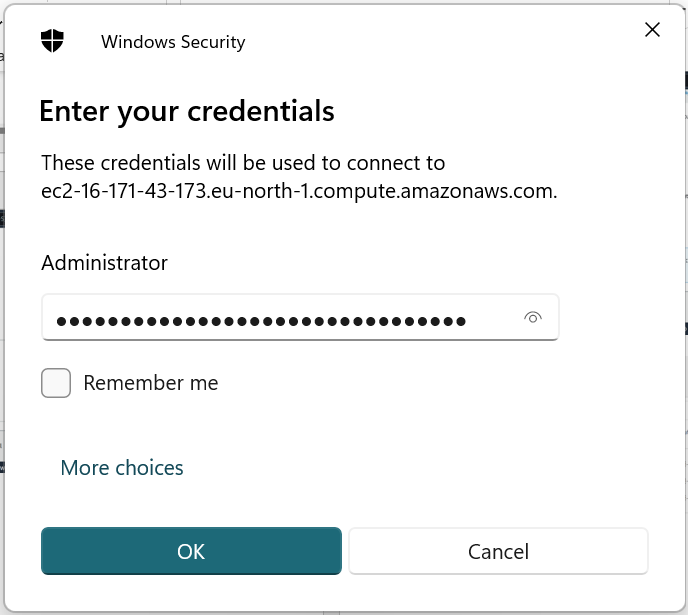 Windows Security
Enter your credentials
These credentials will be used to connect to
ec2-16-171-43-173.eu-north-1.compute.amazonaws.com.
Administrator
●●●●●●●●●●●●●●●●●●●●●●●●●●●●●●●●
Remember me
More choices
OK
Cancel